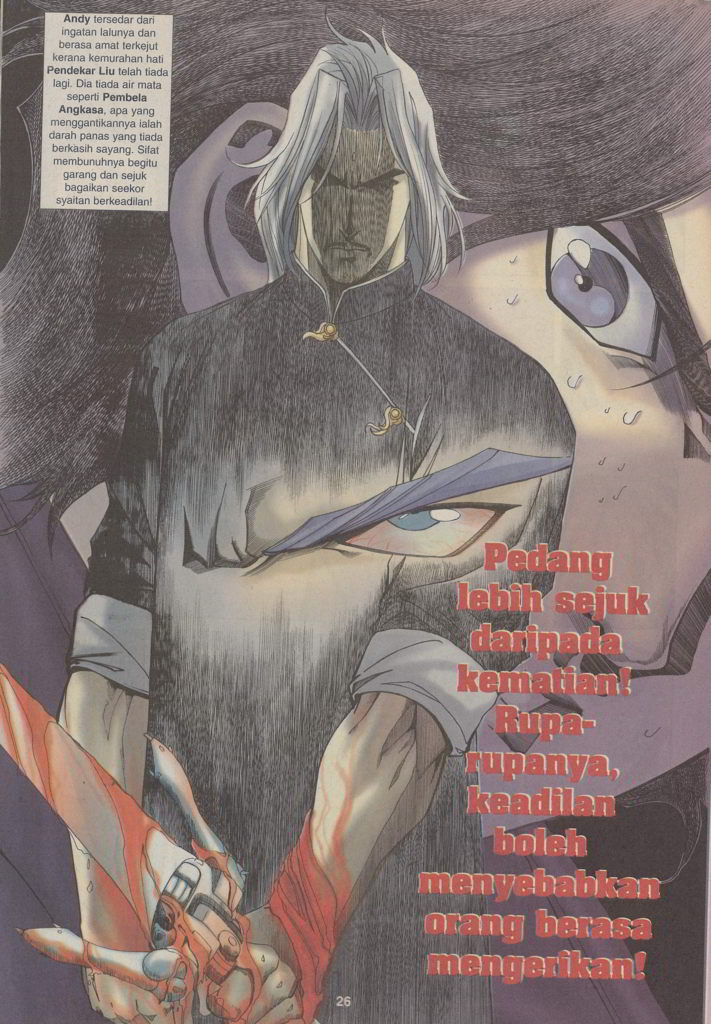 Andy tersedar dari
ingatan lalunya dan
berasa amat terkejut
kerana kemurahan hati
Pendekar Liu telah tiada
lagi. Dia tiada air mata
seperti Pembela
Angkasa, apa yang
menggantikannya ialah
darah panas yang tiada
berkasih sayang. Sifat
membunuhnya begitu
garang dan sejuk
bagaikan seekor
syaitan berkeadilan!
Pedang
lebih sejuk
daripada
kematian!
Rupa-
rupanya,
keadilan
boleh
menyebabkan
orang berasa
mengerikan!
26